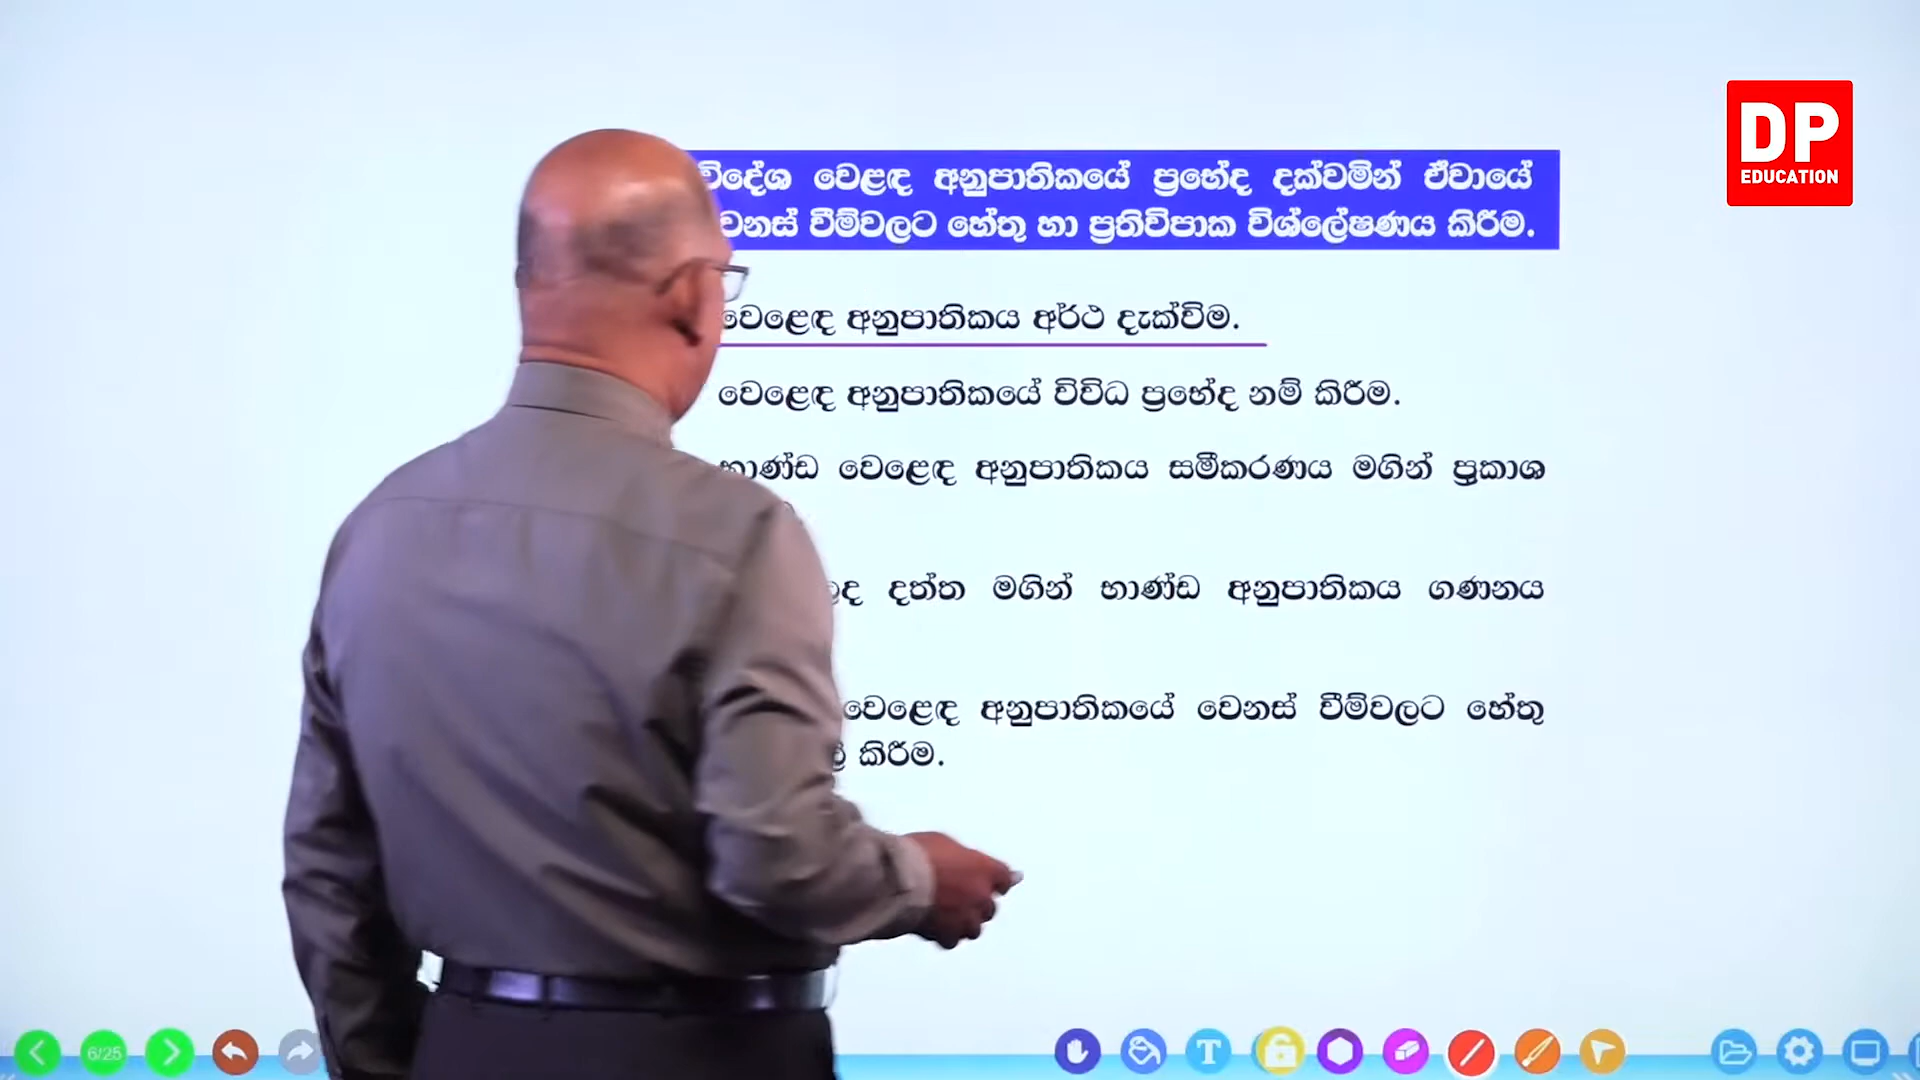 DP
EDUCATION
විදේශ වෙළඳ අනුපාතිකයේ ප්‍රභේද දක්වමින් ඒවායේ
වෙනස් වීම්වලට හේතු හා ප්‍රතිවිපාක විශ්ලේෂණය කිරීම.
වෙළෙඳ අනුපාතිකය අර්ථ දැක්විම.
වෙළෙඳ අනුපාතිකයේ විවිධ ප්‍රභේද නම් කිරීම.
භාණ්ඩ වෙළෙඳ අනුපාතිකය සමීකරණය මගින් ප්‍රකාශ
දත්ත මගින් භාණ්ඩ අනුපාතිකය ගණනය
වෙළෙඳ අනුපාතිකයේ වෙනස් වීම්වලට හේතු
කිරීම.
6/25
T